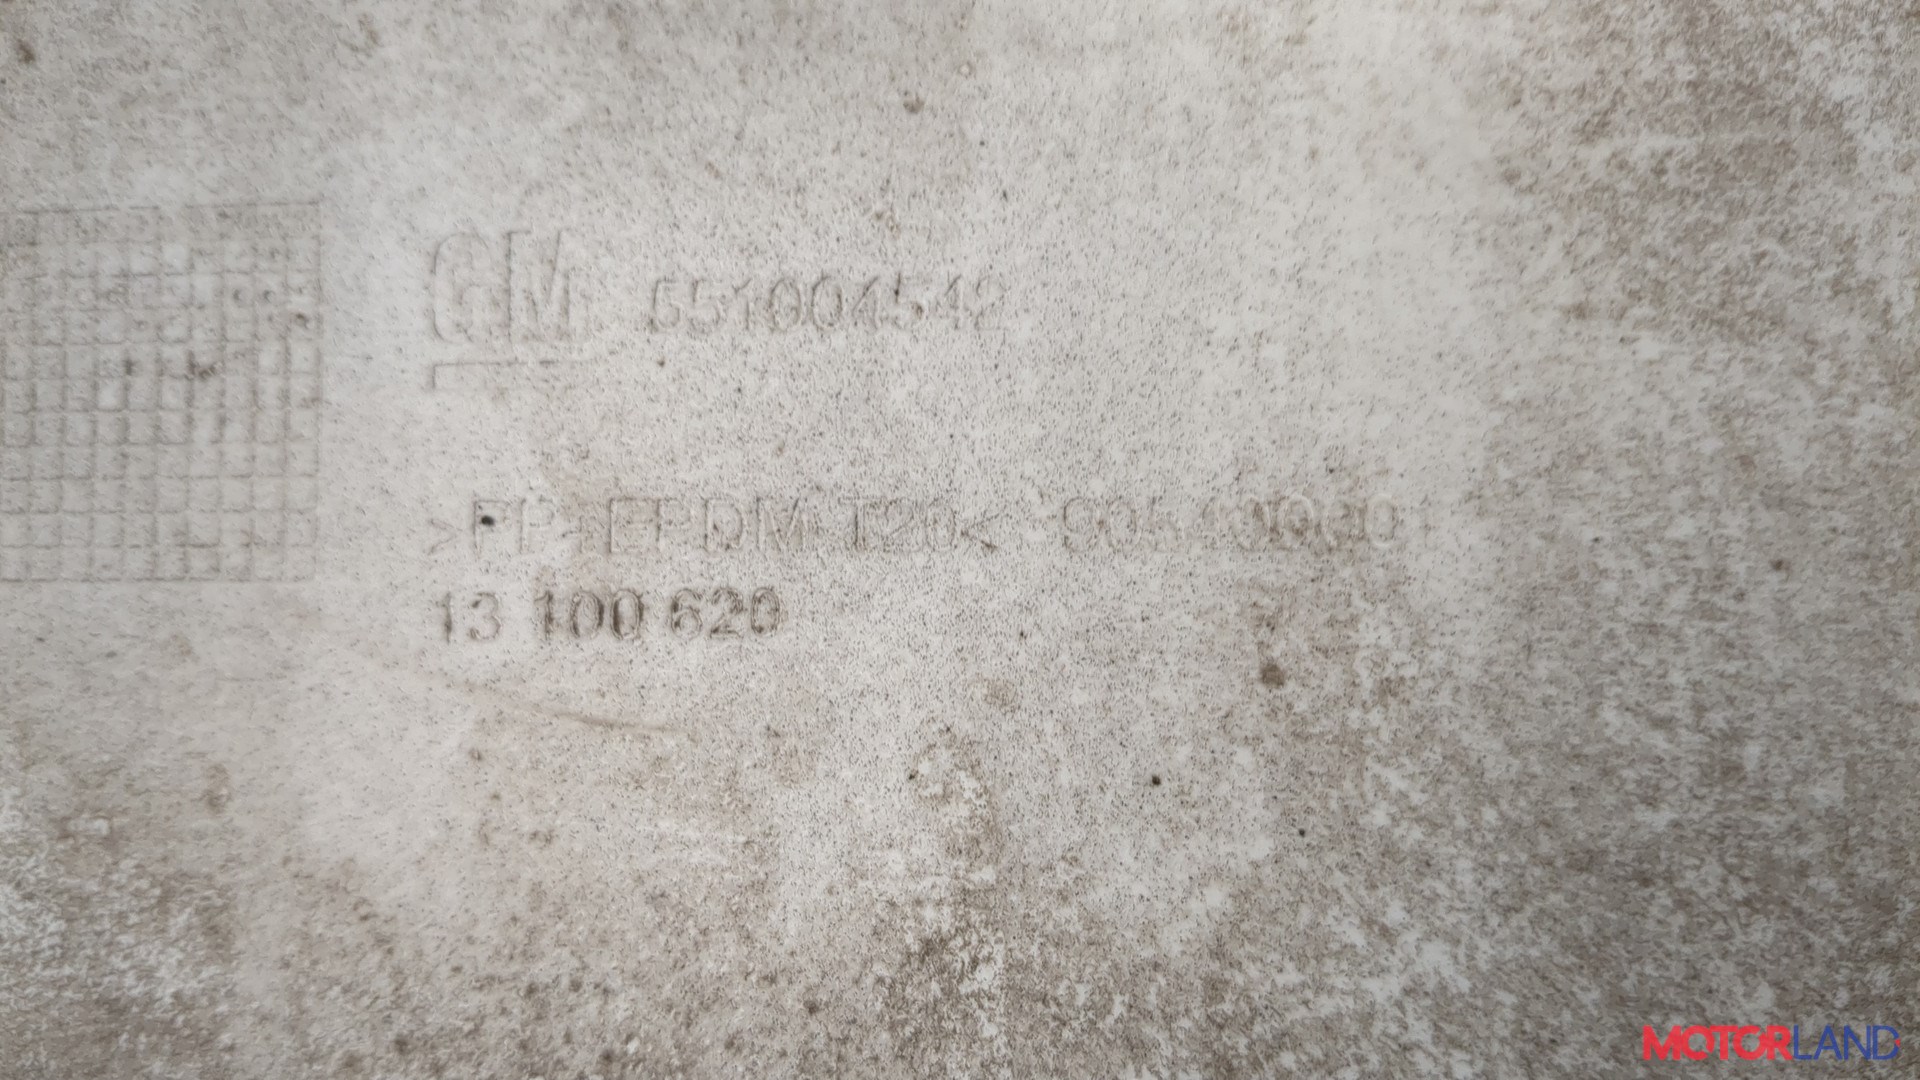 GM 551004542
>PP+EPDM T20<
13 100 620
MOTORLAND